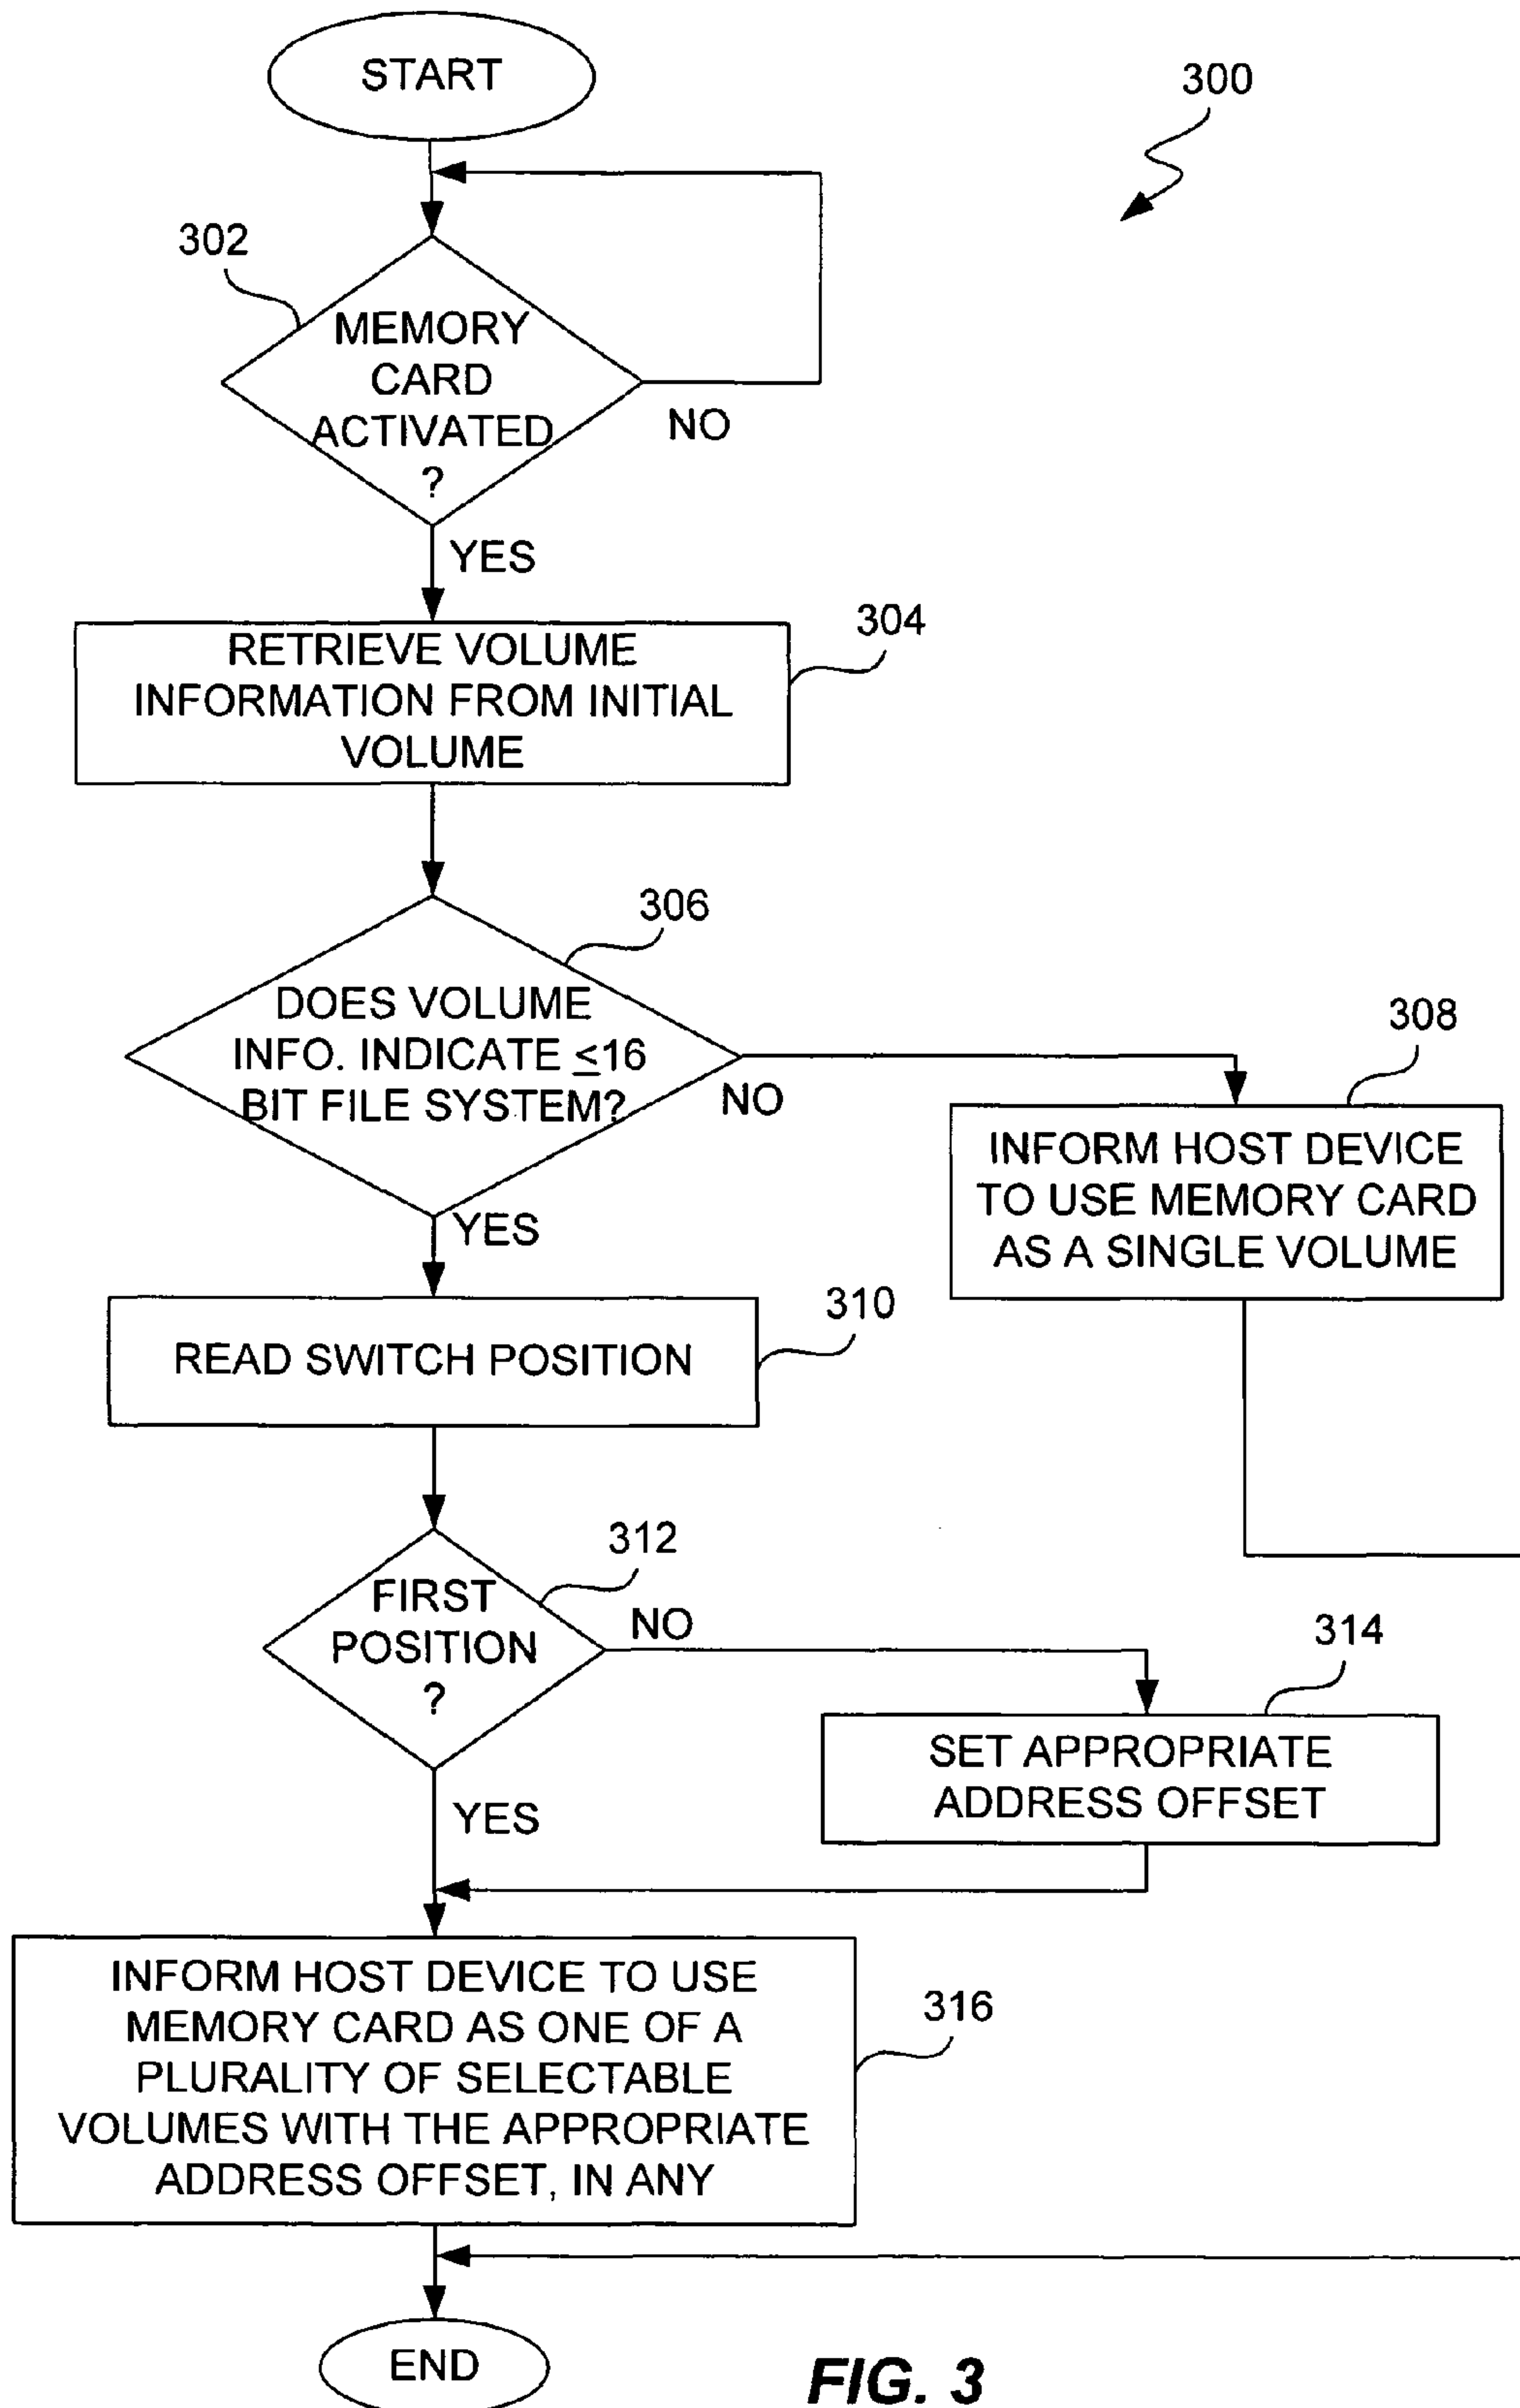 START
300
302
MEMORY
CARD
ACTIVATED
?
NO
YES
304
RETRIEVE VOLUME
INFORMATION FROM INITIAL
VOLUME
306
DOES VOLUME
INFO. INDICATE ≤16
BIT FILE SYSTEM?
NO
308
INFORM HOST DEVICE
TO USE MEMORY CARD
AS A SINGLE VOLUME
YES
310
READ SWITCH POSITION
312
FIRST
POSITION
?
NO
314
SET APPROPRIATE
ADDRESS OFFSET
YES
INFORM HOST DEVICE TO USE
MEMORY CARD AS ONE OF A
PLURALITY OF SELECTABLE
VOLUMES WITH THE APPROPRIATE
ADDRESS OFFSET, IN ANY
316
END
FIG. 3